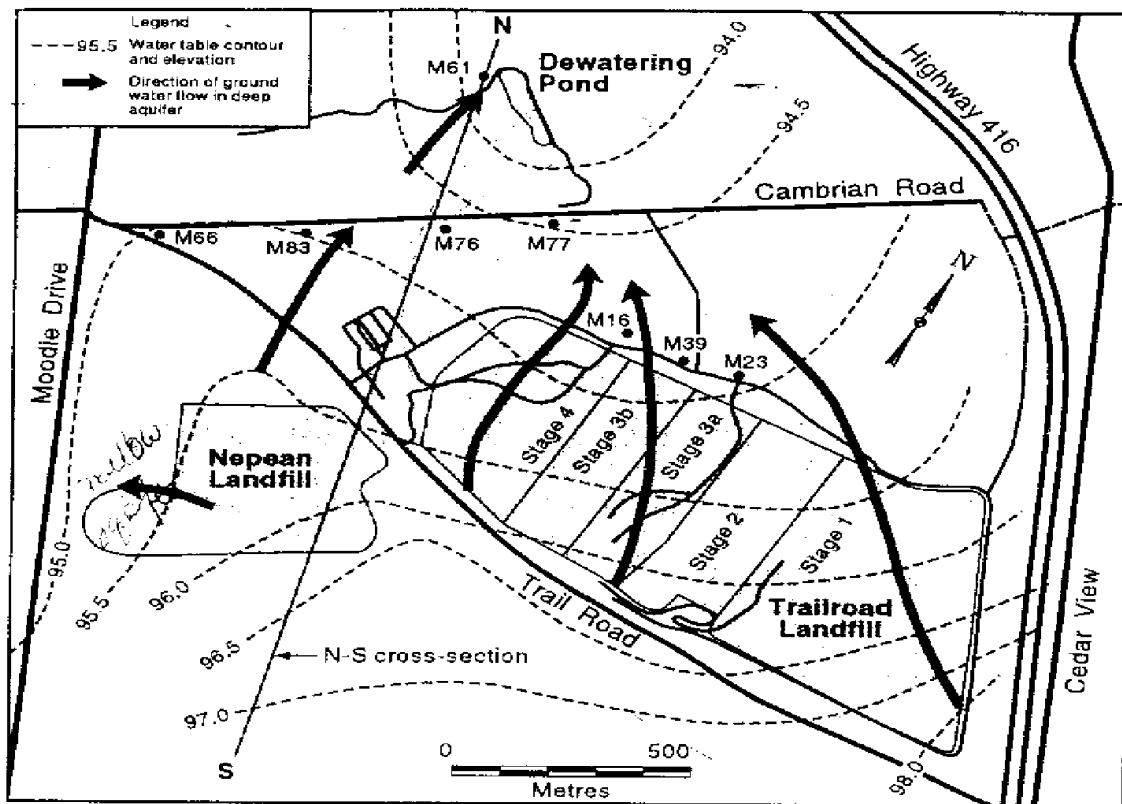 Legend
95.5 Water table contour
and elevation
Direction of ground
water flow in deep
aquifer
N
M61
Dewatering
Pond
94.0
94.5
Highway 416
Cambrian Road
M66
M83
M76
M77
N
Moodle Drive
M16
M39
M23
Stage 4
Stage 3b
Stage 3a
Stage 2
Stage 1
Nepean
Landfill
95.0
95.5
96.0
96.5
97.0
98.0
Trail Road
Trailroad
Landfill
Cedar View
N-S cross-section
S
0 500
Metres